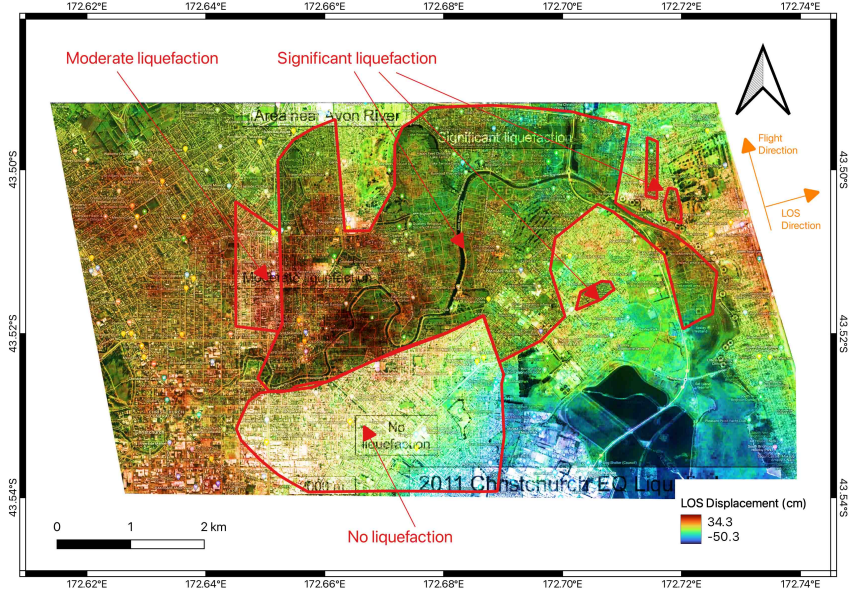 172.62°E 172.64°E 172.66°E 172.68°E 172.70°E 172.72°E 172.74°E
Moderate liquefaction
Significant liquefaction
Area near Avon River
Significant liquefaction
Flight
Direction
LOS
Direction
43.50°S
43.50°S
Moderate liquefaction
43.52°S
43.52°S
No
liquefaction
2011 Christchurch EQ Liqu
43.54°S
43.54°S
LOS Displacement (cm)
34.3
-50.3
0 1 2 km
No liquefaction
172.62°E 172.64°E 172.66°E 172.68°E 172.70°E 172.72°E 172.74°E